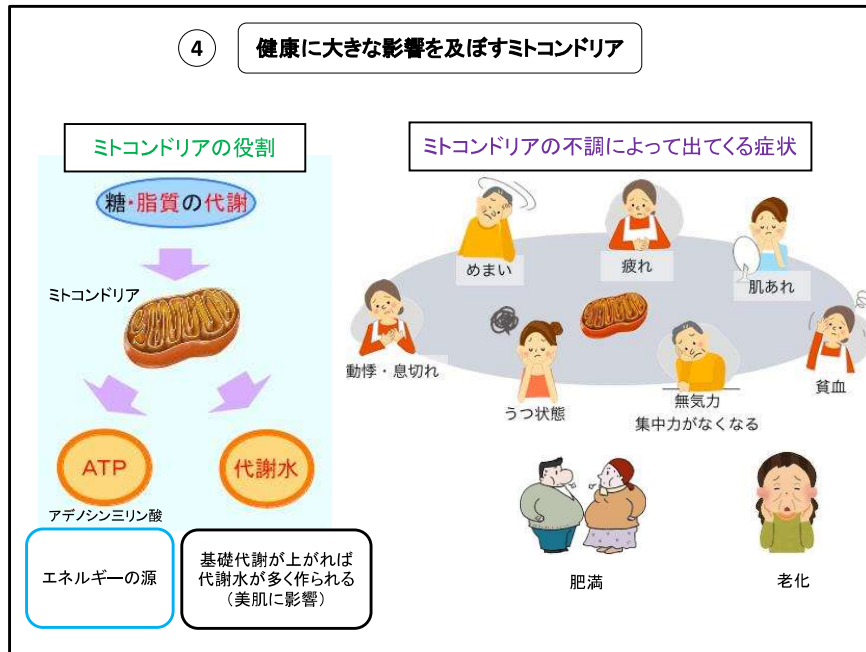 4
健康に大きな影響を及ぼすミトコンドリア
ミトコンドリアの役割
糖・脂質の代謝
ミトコンドリア
ATP
代謝水
アデノシン三リン酸
エネルギーの源
基礎代謝が上がれば
代謝水が多く作られる
（美肌に影響）
ミトコンドリアの不調によって出てくる症状
めまい
疲れ
肌あれ
動悸・息切れ
うつ状態
無気力
集中力がなくなる
貧血
肥満
老化